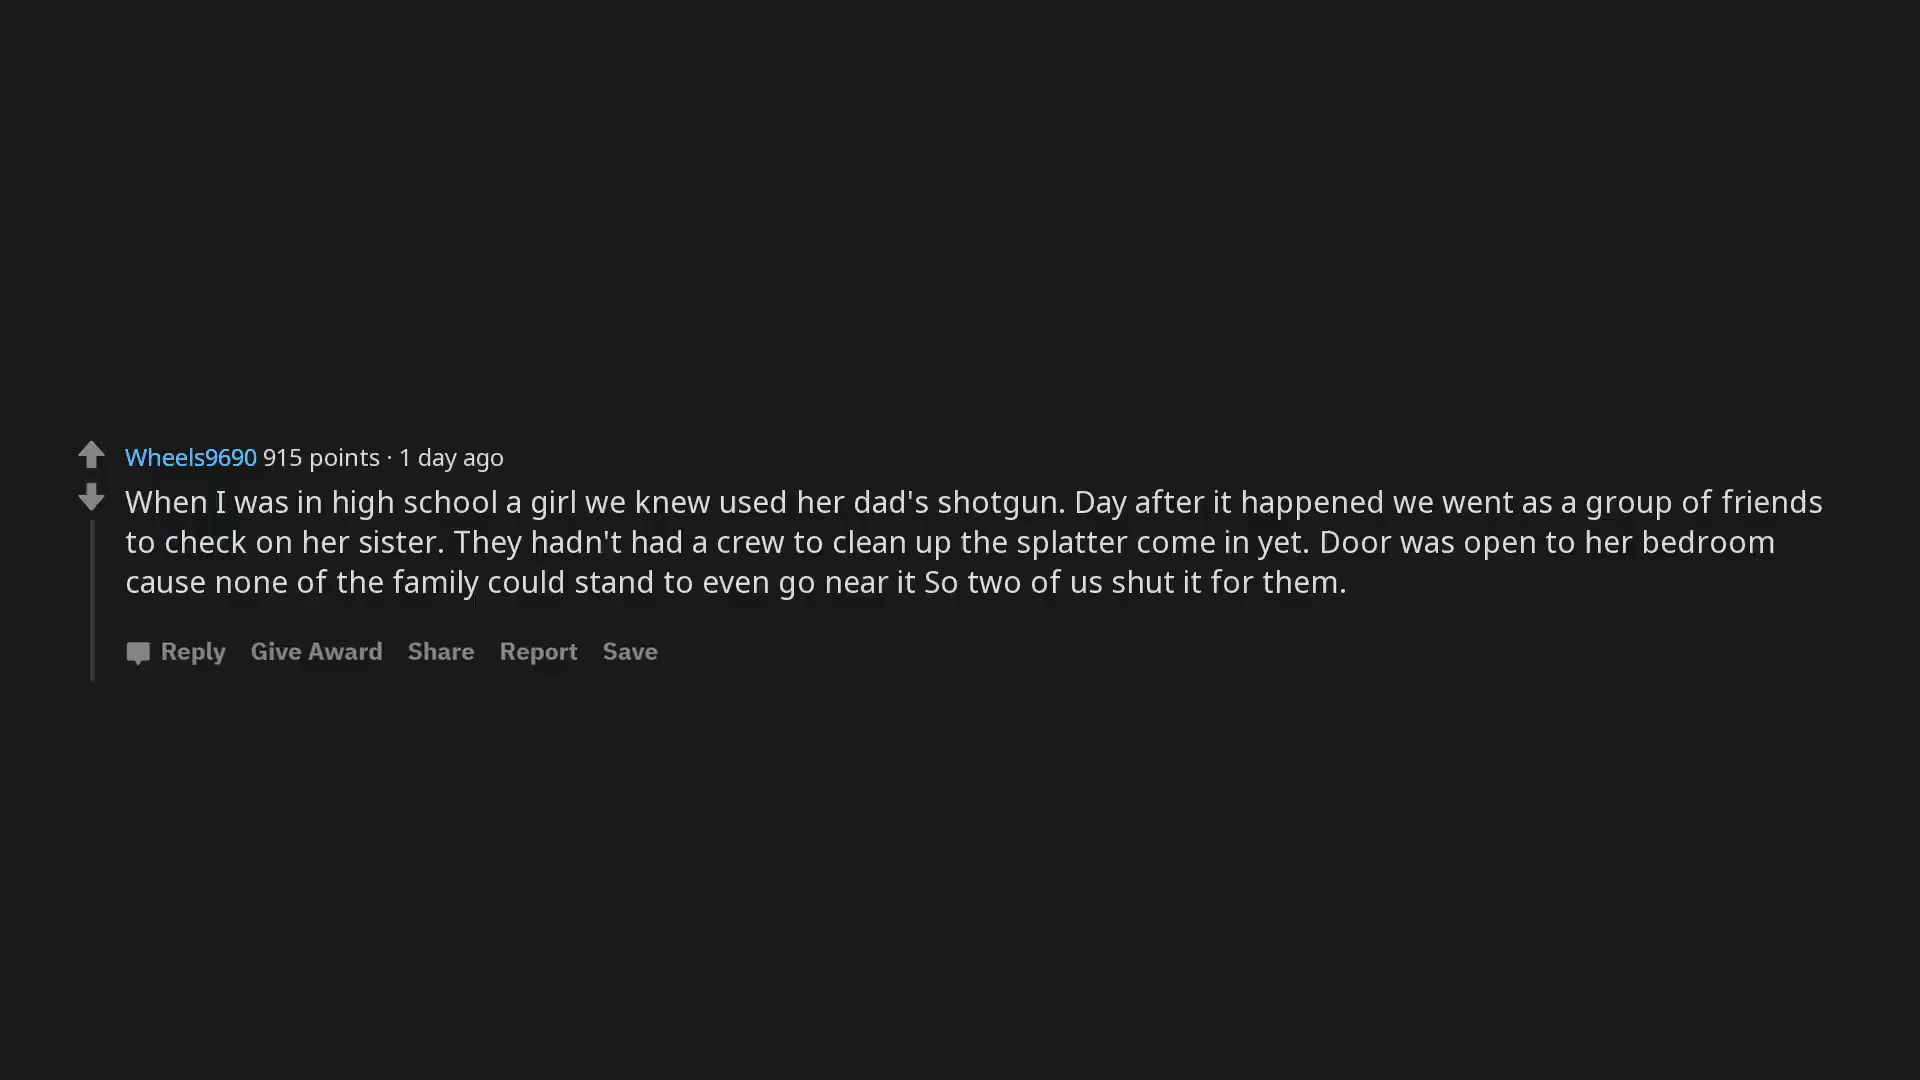 Wheels9690 915 points · 1 day ago
When I was in high school a girl we knew used her dad's shotgun. Day after it happened we went as a group of friends
to check on her sister. They hadn't had a crew to clean up the splatter come in yet. Door was open to her bedroom
cause none of the family could stand to even go near it So two of us shut it for them.
Reply Give Award Share Report Save